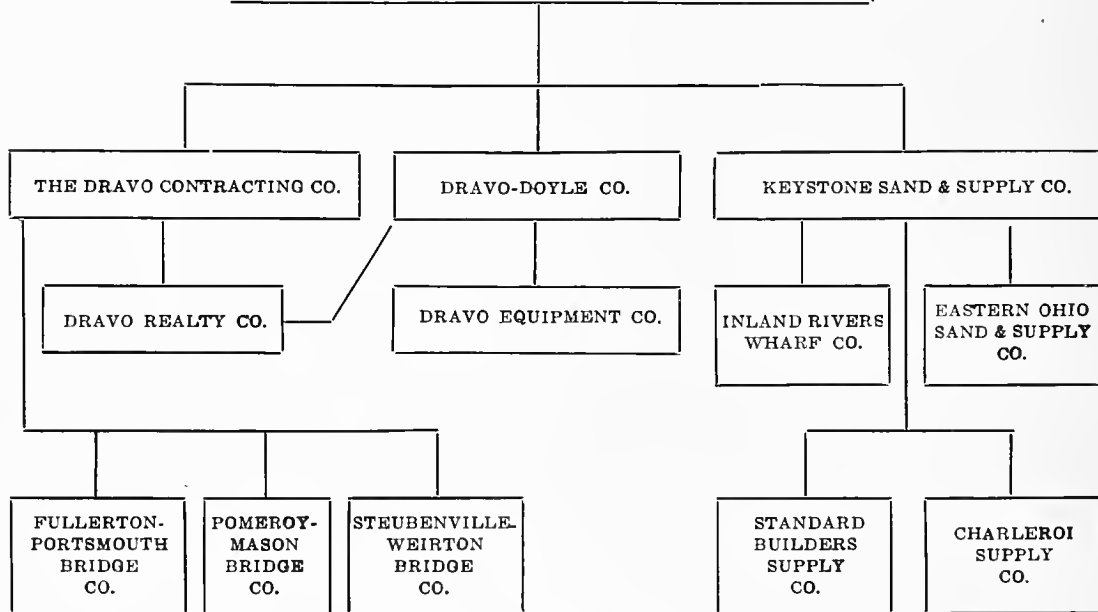 THE DRAVO CONTRACTING CO.
DRAVO-DOYLE CO.
KEYSTONE SAND & SUPPLY CO.
DRAVO REALTY CO.
DRAVO EQUIPMENT CO.
INLAND RIVERS
WHARF CO.
EASTERN OHIO
SAND & SUPPLY
CO.
FULLERTON-
PORTSMOUTH
BRIDGE
CO.
POMEROY-
MASON
BRIDGE
CO.
STEUBENVILLE-
WEIRTON
BRIDGE
CO.
STANDARD
BUILDERS
SUPPLY
CO.
CHARLEROI
SUPPLY
CO.